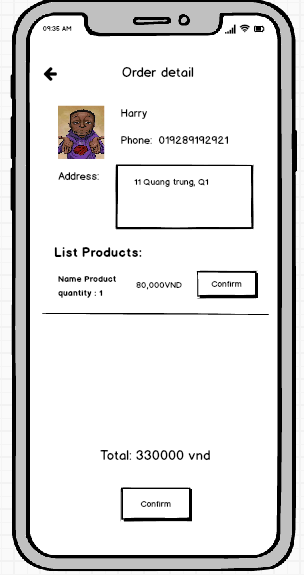 09:35 AM
Order detail
Harry
Phone: 019289192921
Address:
11 Quang trung, Q1
List Products:
Name Product
quantity : 1
80,000VND
Confirm
Total: 330000 vnd
Confirm